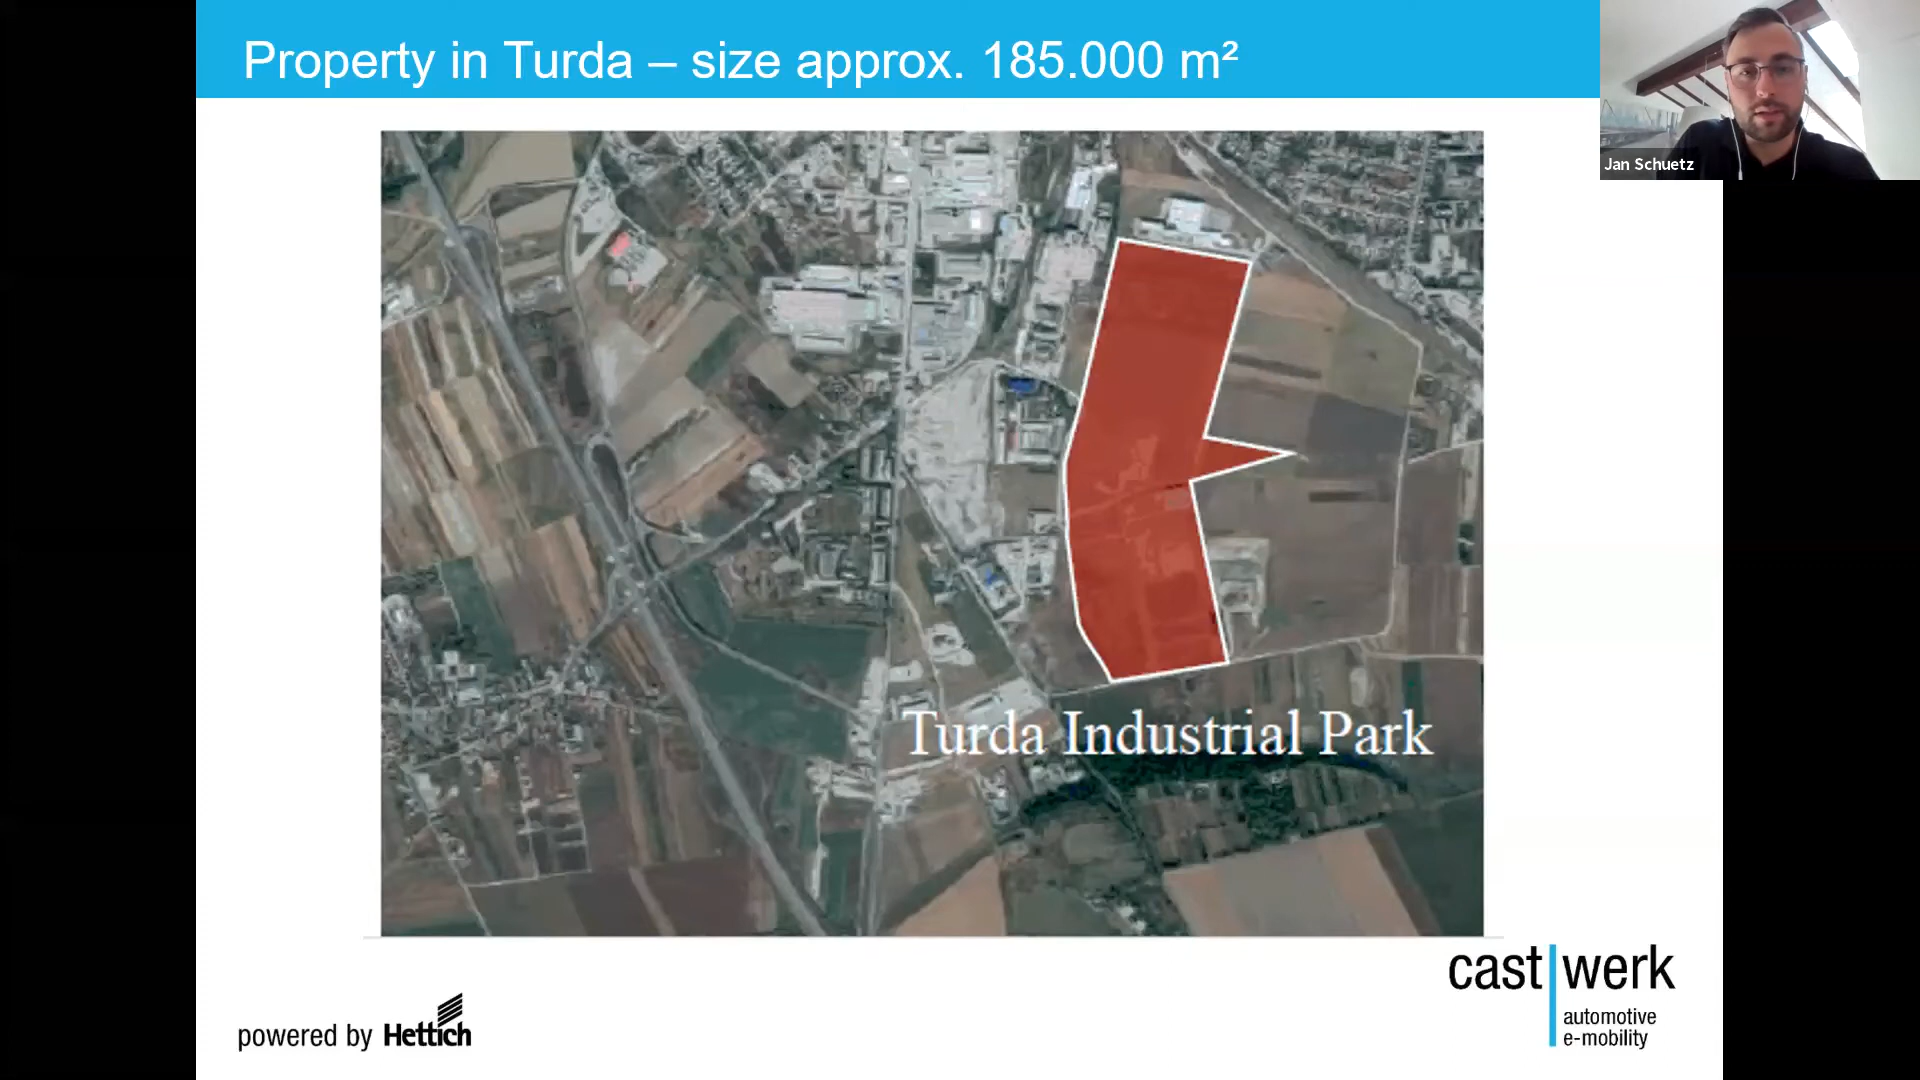 Property in Turda – size approx. 185.000 m²
Jan Schuetz
Turda Industrial Park
cast werk
automotive
e-mobility
powered by Hettich